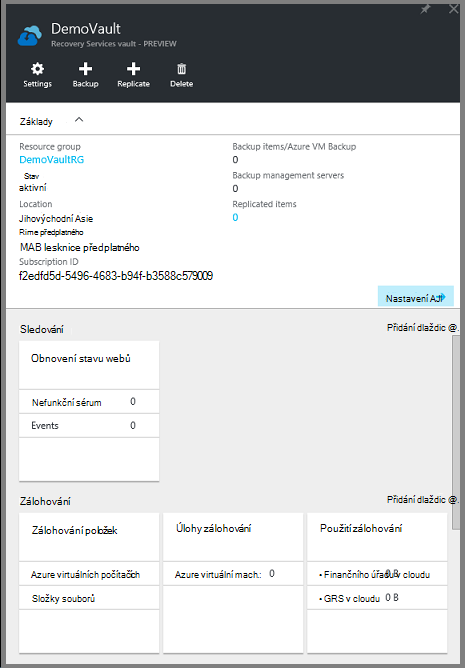 DemoVault
Recovery Services vault - PREVIEW
Settings Backup Replicate Delete
Základy
Resource group
DemoVaultRG
Stav
aktivní
Location
Jihovýchodní Asie
Rime předplatného
MAB lesknice předplatného
Subscription ID
f2edfd5d-5496-4683-b94f-b3588c579009
Backup items/Azure VM Backup
0
Backup management servers
0
Replicated items
0
Nastavení AJI
Sledování
Přidání dlaždic @.
Obnovení stavu webů
Nefunkční sérum 0
Events 0
Zálohování
Přidání dlaždic @.
Zálohování položek
Azure virtuálních počítačích
Složky souborů
Úlohy zálohování
Azure virtuální mach.: 0
Použití zálohování
• Finančního úřadu v cloudu 0 B
• GRS v cloudu 0 B